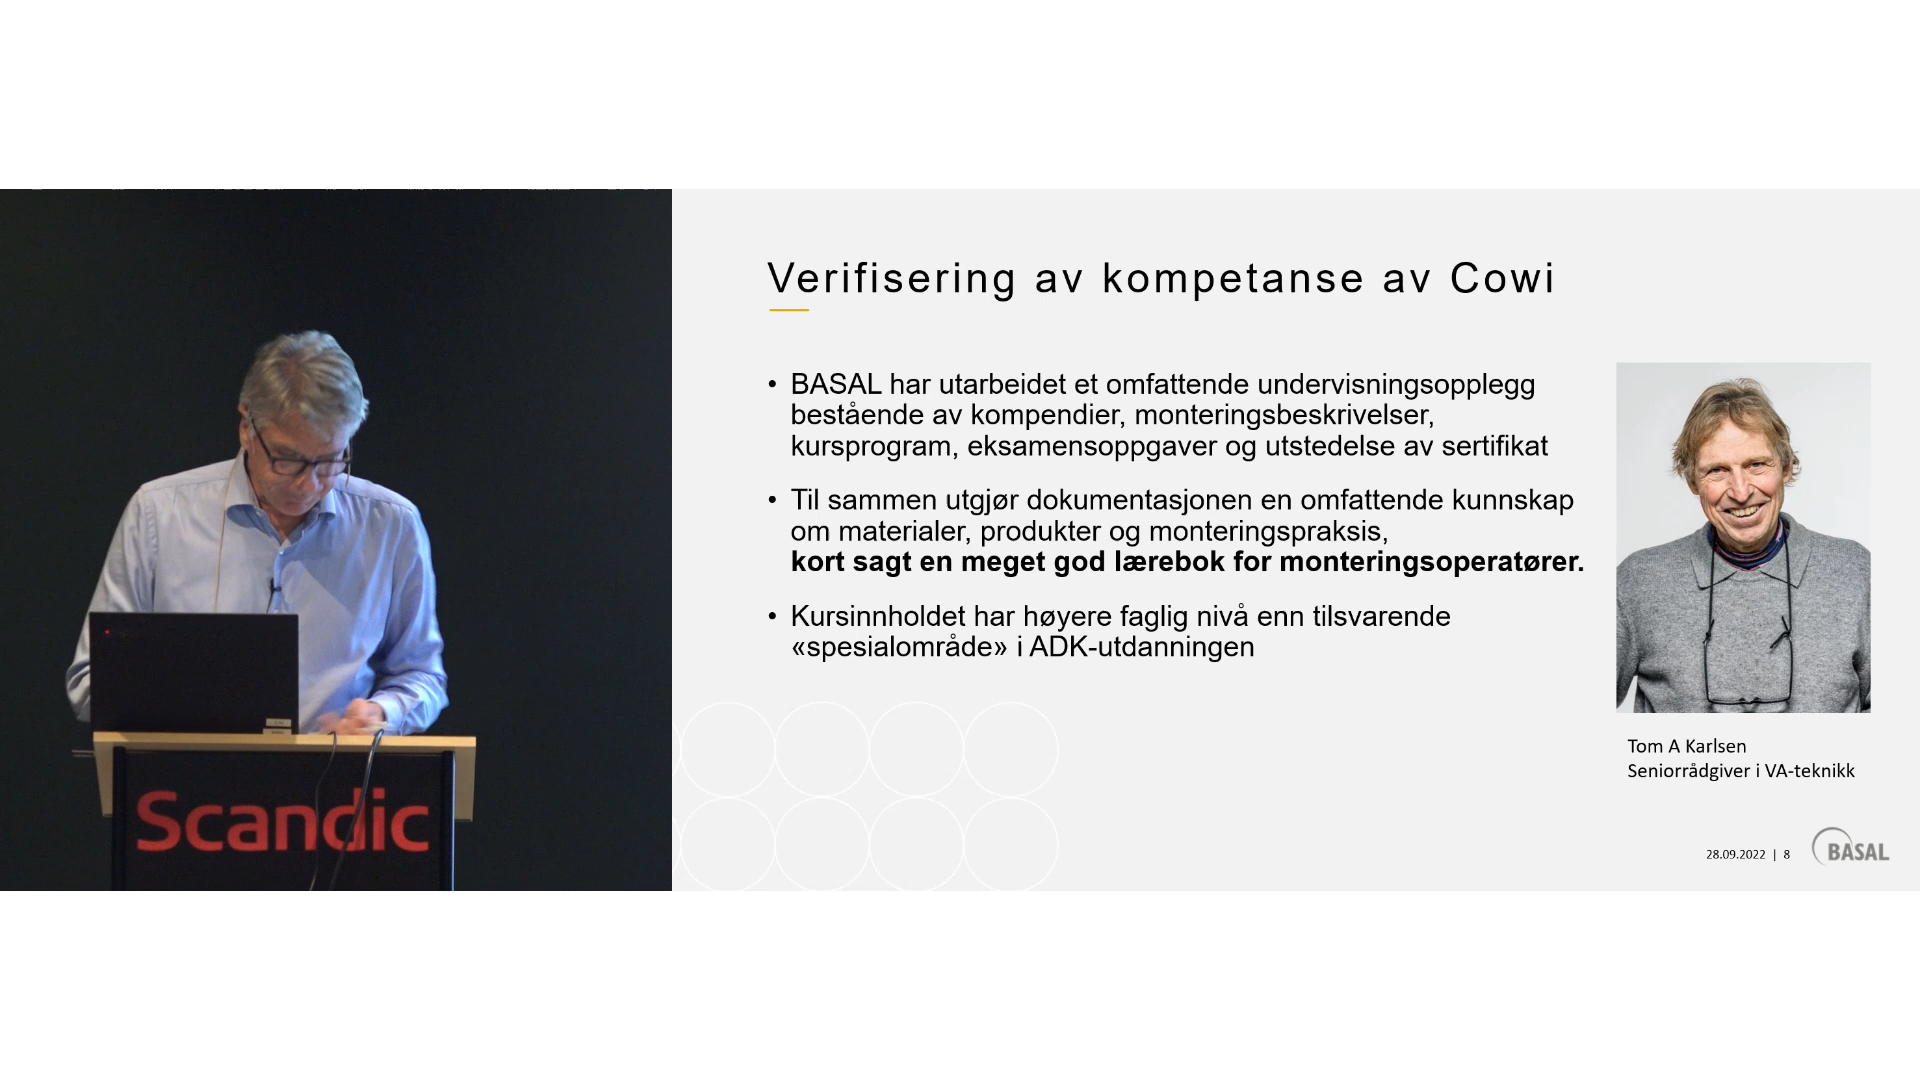 Verifisering av kompetanse av Cowi
• BASAL har utarbeidet et omfattende undervisningsopplegg
bestående av kompendier, monteringsbeskrivelser,
kursprogram, eksamensoppgaver og utstedelse av sertifikat
• Til sammen utgjør dokumentasjonen en omfattende kunnskap
om materialer, produkter og monteringspraksis,
kort sagt en meget god lærebok for monteringsoperatører.
• Kursinnholdet har høyere faglig nivå enn tilsvarende
«spesialområde» i ADK-utdanningen
Tom A Karlsen
Seniorrådgiver i VA-teknikk
28.09.2022 | 8
BASAL
Scandic